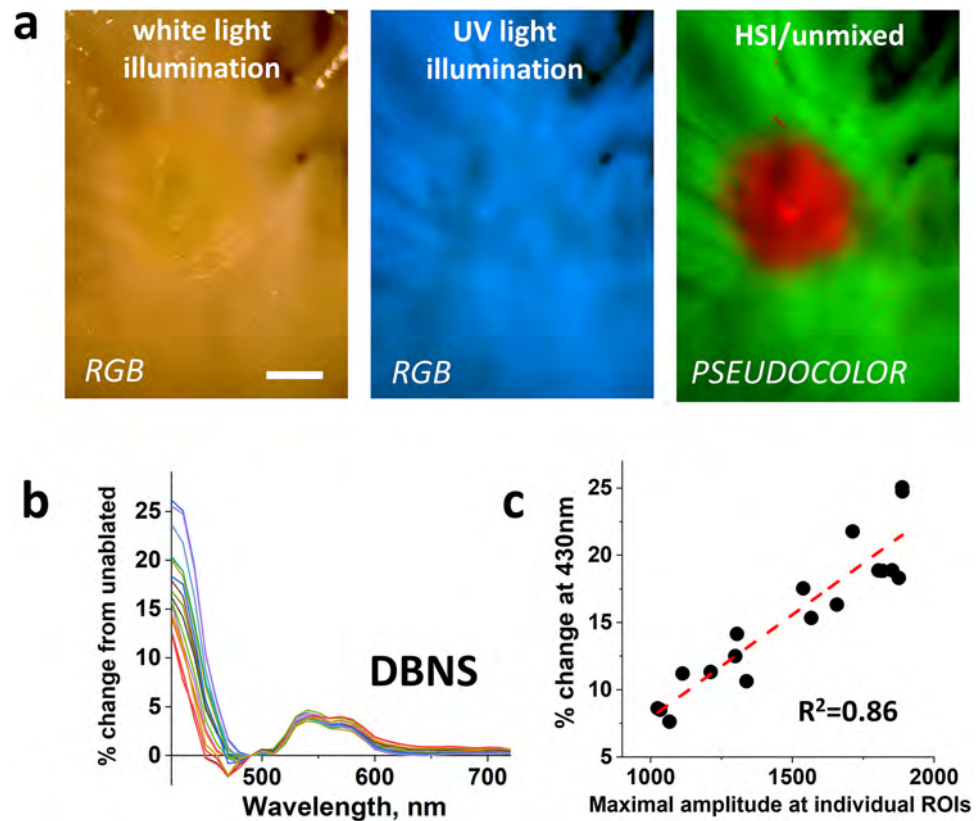 a
white light
illumination
RGB
UV light
illumination
RGB
HSI/unmixed
PSEUDOCOLOR
b
% change from unablated
25
20
15
10
5
0
500
600
700
Wavelength, nm
DBNS
c
% change at 430nm
25
20
15
10
5
1000
1500
2000
Maximal amplitude at individual ROIs
R²=0.86